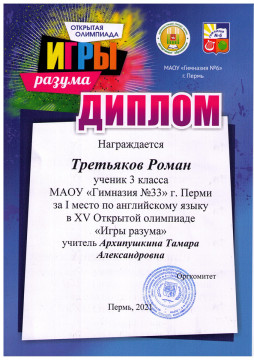 ОТКРЫТАЯ
ОЛИМПИАДА
ИГРЫ
разума
МАОУ «Гимназия №6»
г. Пермь
ДИПЛОМ
Награждается
Третьяков Роман
ученик 3 класса
МАОУ «Гимназия №33» г. Перми
за I место по английскому языку
в XV Открытой олимпиаде
«Игры разума»
учитель Архипушкина Тамара
Александровна
Оргкомитет
Пермь, 2021